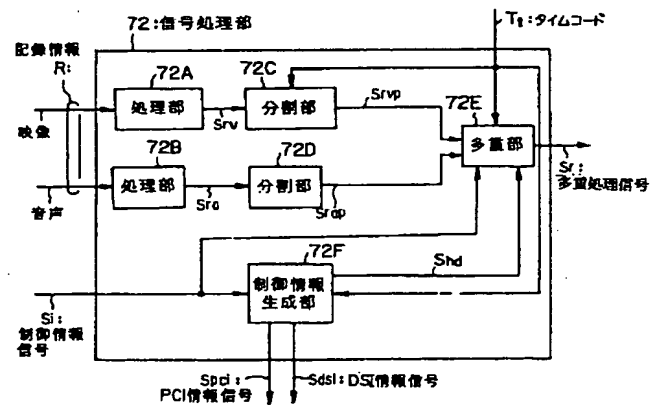 72:信号処理部
Tt:タイムコード
記録情報
R:
映像
音声
72A
処理部
Srv
72C
分割部
Srvp
72E
多重部
Sr:
多重処理信号
72B
処理部
Sra
72D
分割部
Srap
72F
制御情報
生成部
Shd
Si:
制御情報
信号
Spci:
PCI情報信号
Sdsi:DSI情報信号